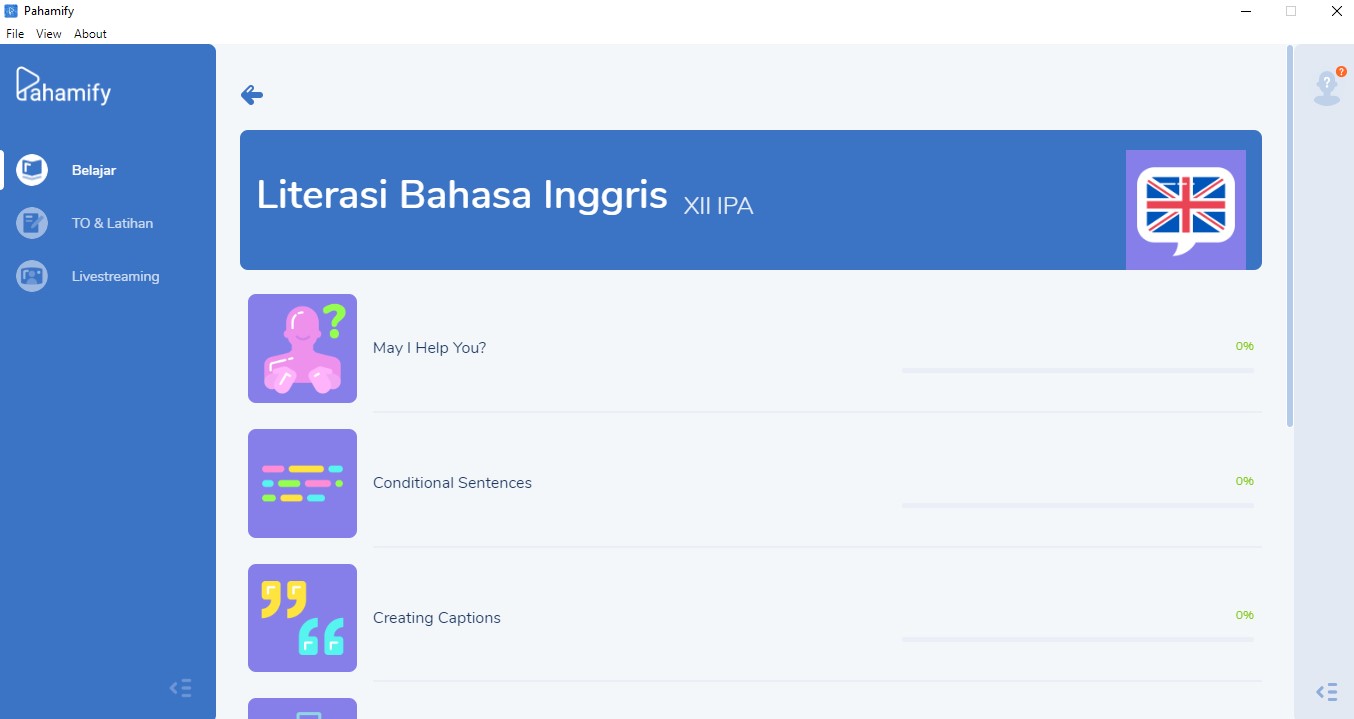 Pahamify
File View About
Pahamify
Belajar
TO & Latihan
Livestreaming
Literasi Bahasa Inggris XII IPA
May I Help You?
0%
Conditional Sentences
0%
Creating Captions
0%